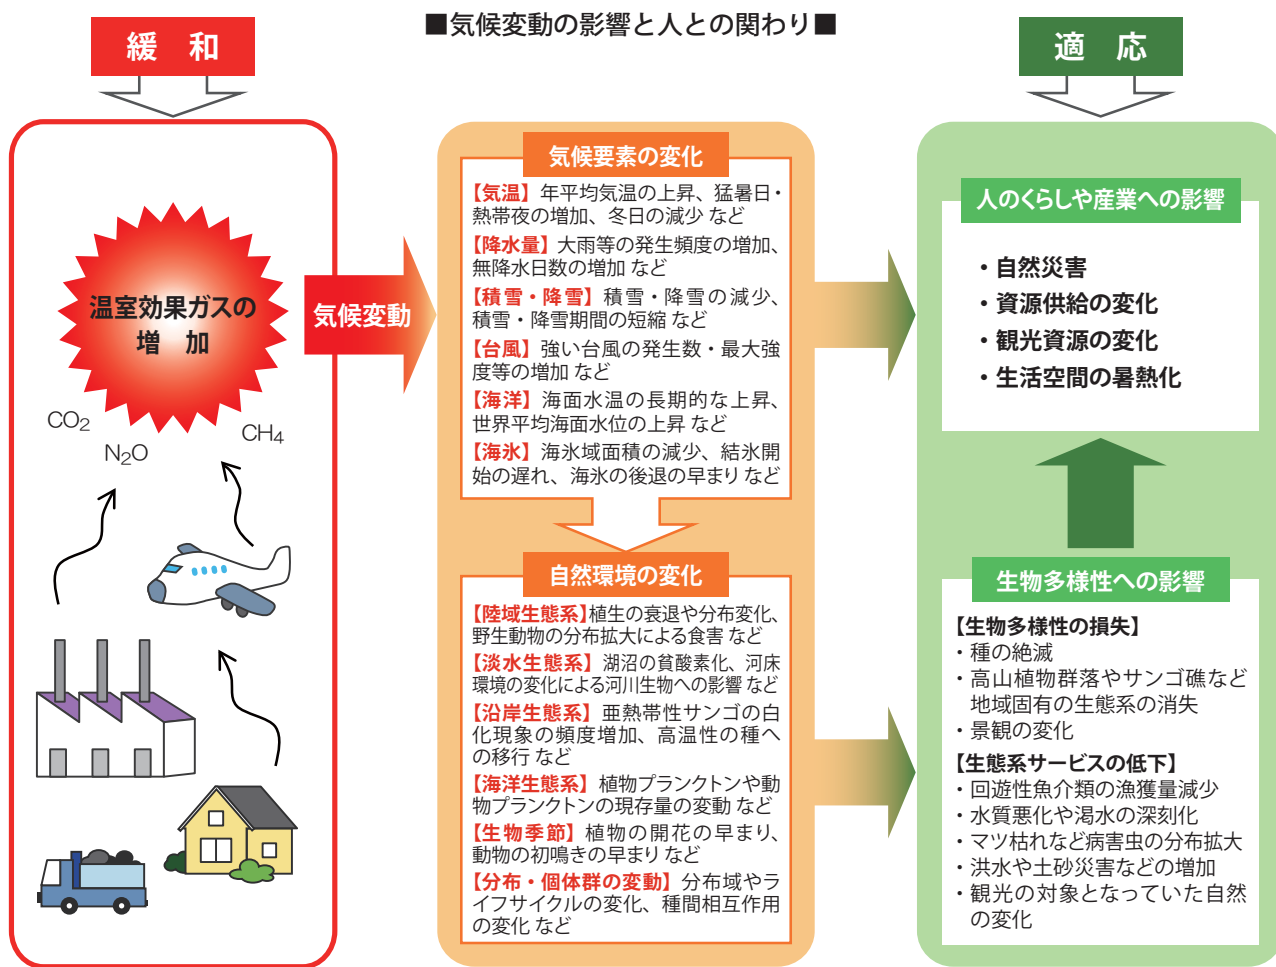 ■気候変動の影響と人との関わり■
緩 和
温室効果ガスの
増 加
CO2
N2O
CH4
気候変動
気候要素の変化
【気温】年平均気温の上昇、猛暑日・
熱帯夜の増加、冬日の減少 など
【降水量】大雨等の発生頻度の増加、
無降水日数の増加 など
【積雪・降雪】積雪・降雪の減少、
積雪・降雪期間の短縮 など
【台風】強い台風の発生数・最大強
度等の増加 など
【海洋】海面水温の長期的な上昇、
世界平均海面水位の上昇 など
【海氷】海氷域面積の減少、結氷開
始の遅れ、海氷の後退の早まり など
自然環境の変化
【陸域生態系】植生の衰退や分布変化、
野生動物の分布拡大による食害 など
【淡水生態系】湖沼の貧酸素化、河床
環境の変化による河川生物への影響 など
【沿岸生態系】亜熱帯性サンゴの白
化現象の頻度増加、高温性の種へ
の移行 など
【海洋生態系】植物プランクトンや動
物プランクトンの現存量の変動 など
【生物季節】植物の開花の早まり、
動物の初鳴きの早まり など
【分布・個体群の変動】分布域やラ
イフサイクルの変化、種間相互作用
の変化 など
適 応
人のくらしや産業への影響
・自然災害
・資源供給の変化
・観光資源の変化
・生活空間の暑熱化
生物多様性への影響
【生物多様性の損失】
・種の絶滅
・高山植物群落やサンゴ礁など
地域固有の生態系の消失
・景観の変化
【生態系サービスの低下】
・回遊性魚介類の漁獲量減少
・水質悪化や渇水の深刻化
・マツ枯れなど病害虫の分布拡大
・洪水や土砂災害などの増加
・観光の対象となっていた自然
の変化